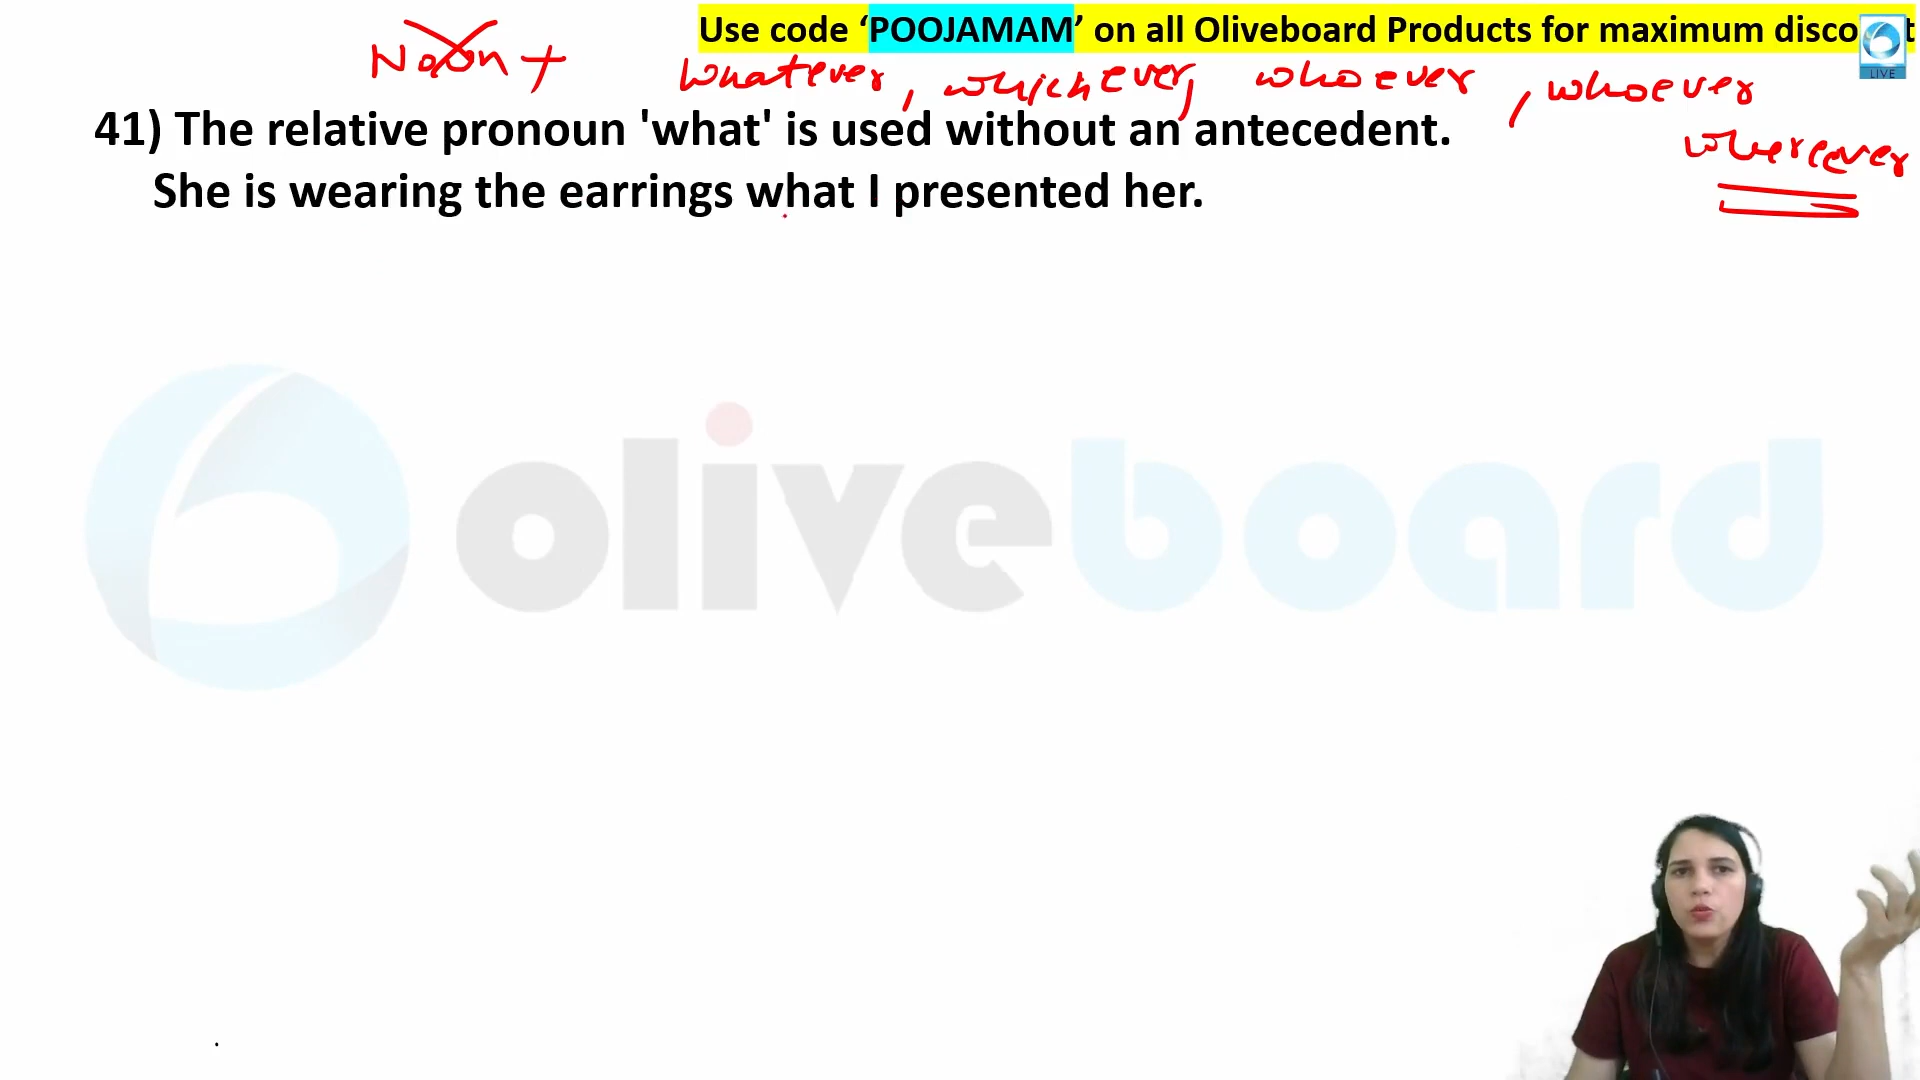 Use code ‘POOJAMAM’ on all Oliveboard Products for maximum disco t
LIVE
Noun +
whatever, whichever, whoever, whoever
whereever
41) The relative pronoun 'what' is used without an antecedent.
She is wearing the earrings what I presented her.
oliveboard